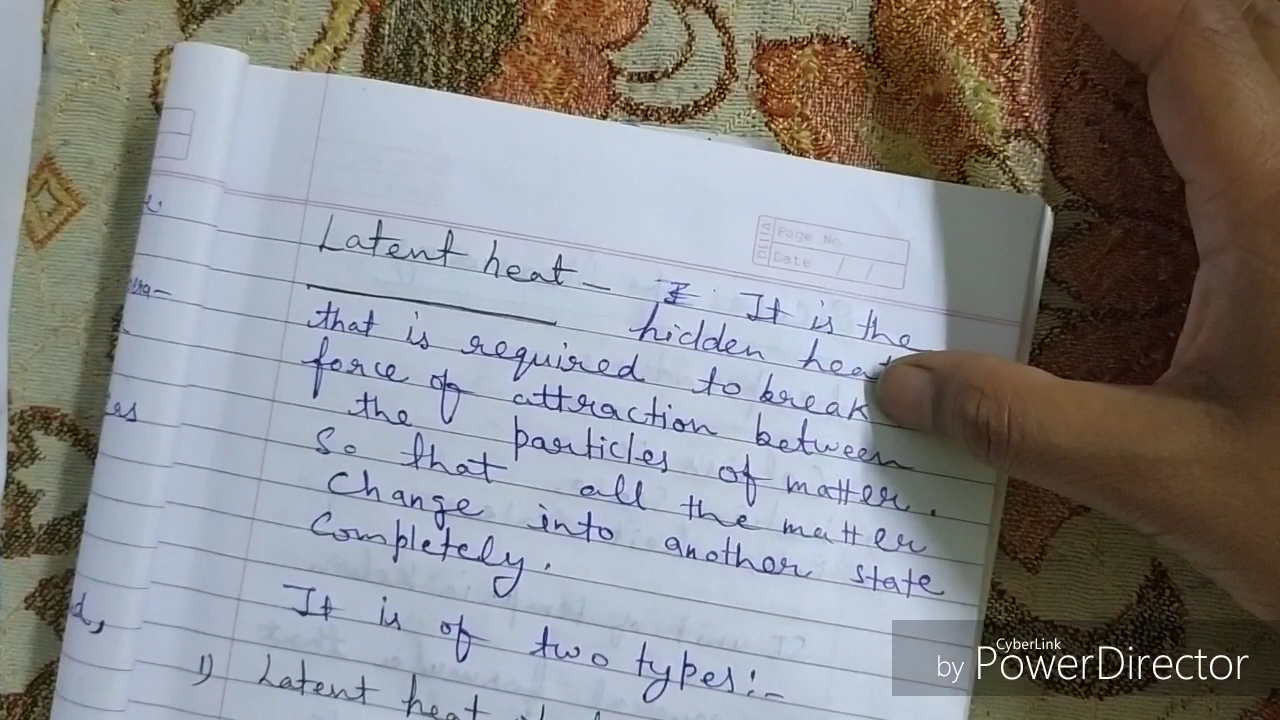 DELTA
Page No.
Date / /
Latent heat - It is the
hidden heat
that is required to break
force of attraction between
the particles of matter.
So that all the matter
change into another state
completely.
It is of two types:-
1) Latent heat
CyberLink
by PowerDirector